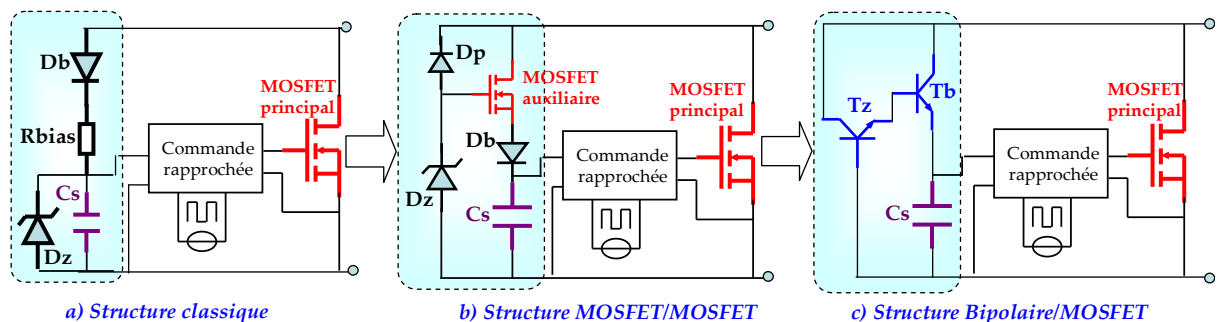 Db
Rbias
Cs
Dz
Commande
rapprochée
MOSFET
principal
a) Structure classique
Dp
MOSFET
auxiliaire
Db
Dz
Cs
Commande
rapprochée
MOSFET
principal
b) Structure MOSFET/MOSFET
Tz
Tb
Cs
Commande
rapprochée
MOSFET
principal
c) Structure Bipolaire/MOSFET